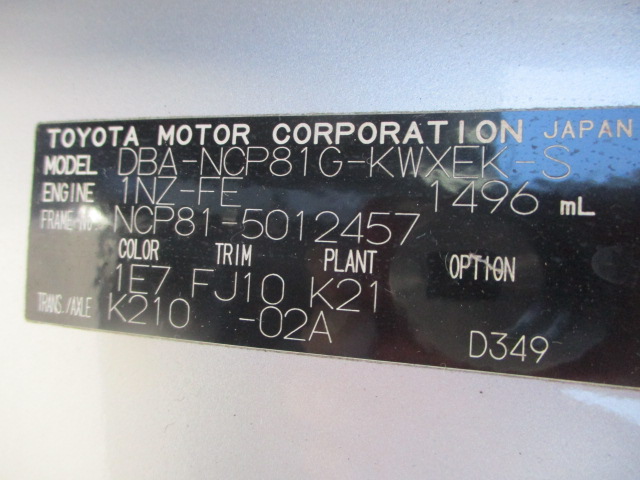 TOYOTA MOTOR CORPORATION JAPAN
MODEL DBA-NCP81G-KWXEK-S
ENGINE 1NZ-FE 1496 mL
FRAME-NO. NCP81-5012457
COLOR TRIM PLANT OPTION
1E7 FJ10 K21
TRANS./AXLE K210 -02A
D349